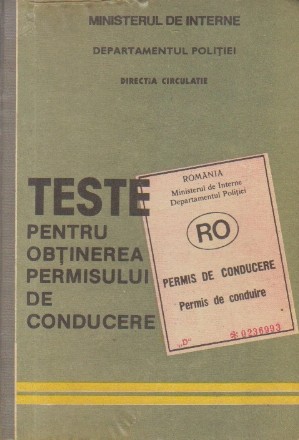 MINISTERUL DE INTERNE
DEPARTAMENTUL POLIȚIEI
DIRECȚIA CIRCULAȚIE
TESTE
PENTRU
OBȚINEREA
PERMISULUI
DE
CONDUCERE
ROMÂNIA
Ministerul de Interne
Departamentul Poliției
RO
PERMIS DE CONDUCERE
Permis de conduire
„D"
* 0236993